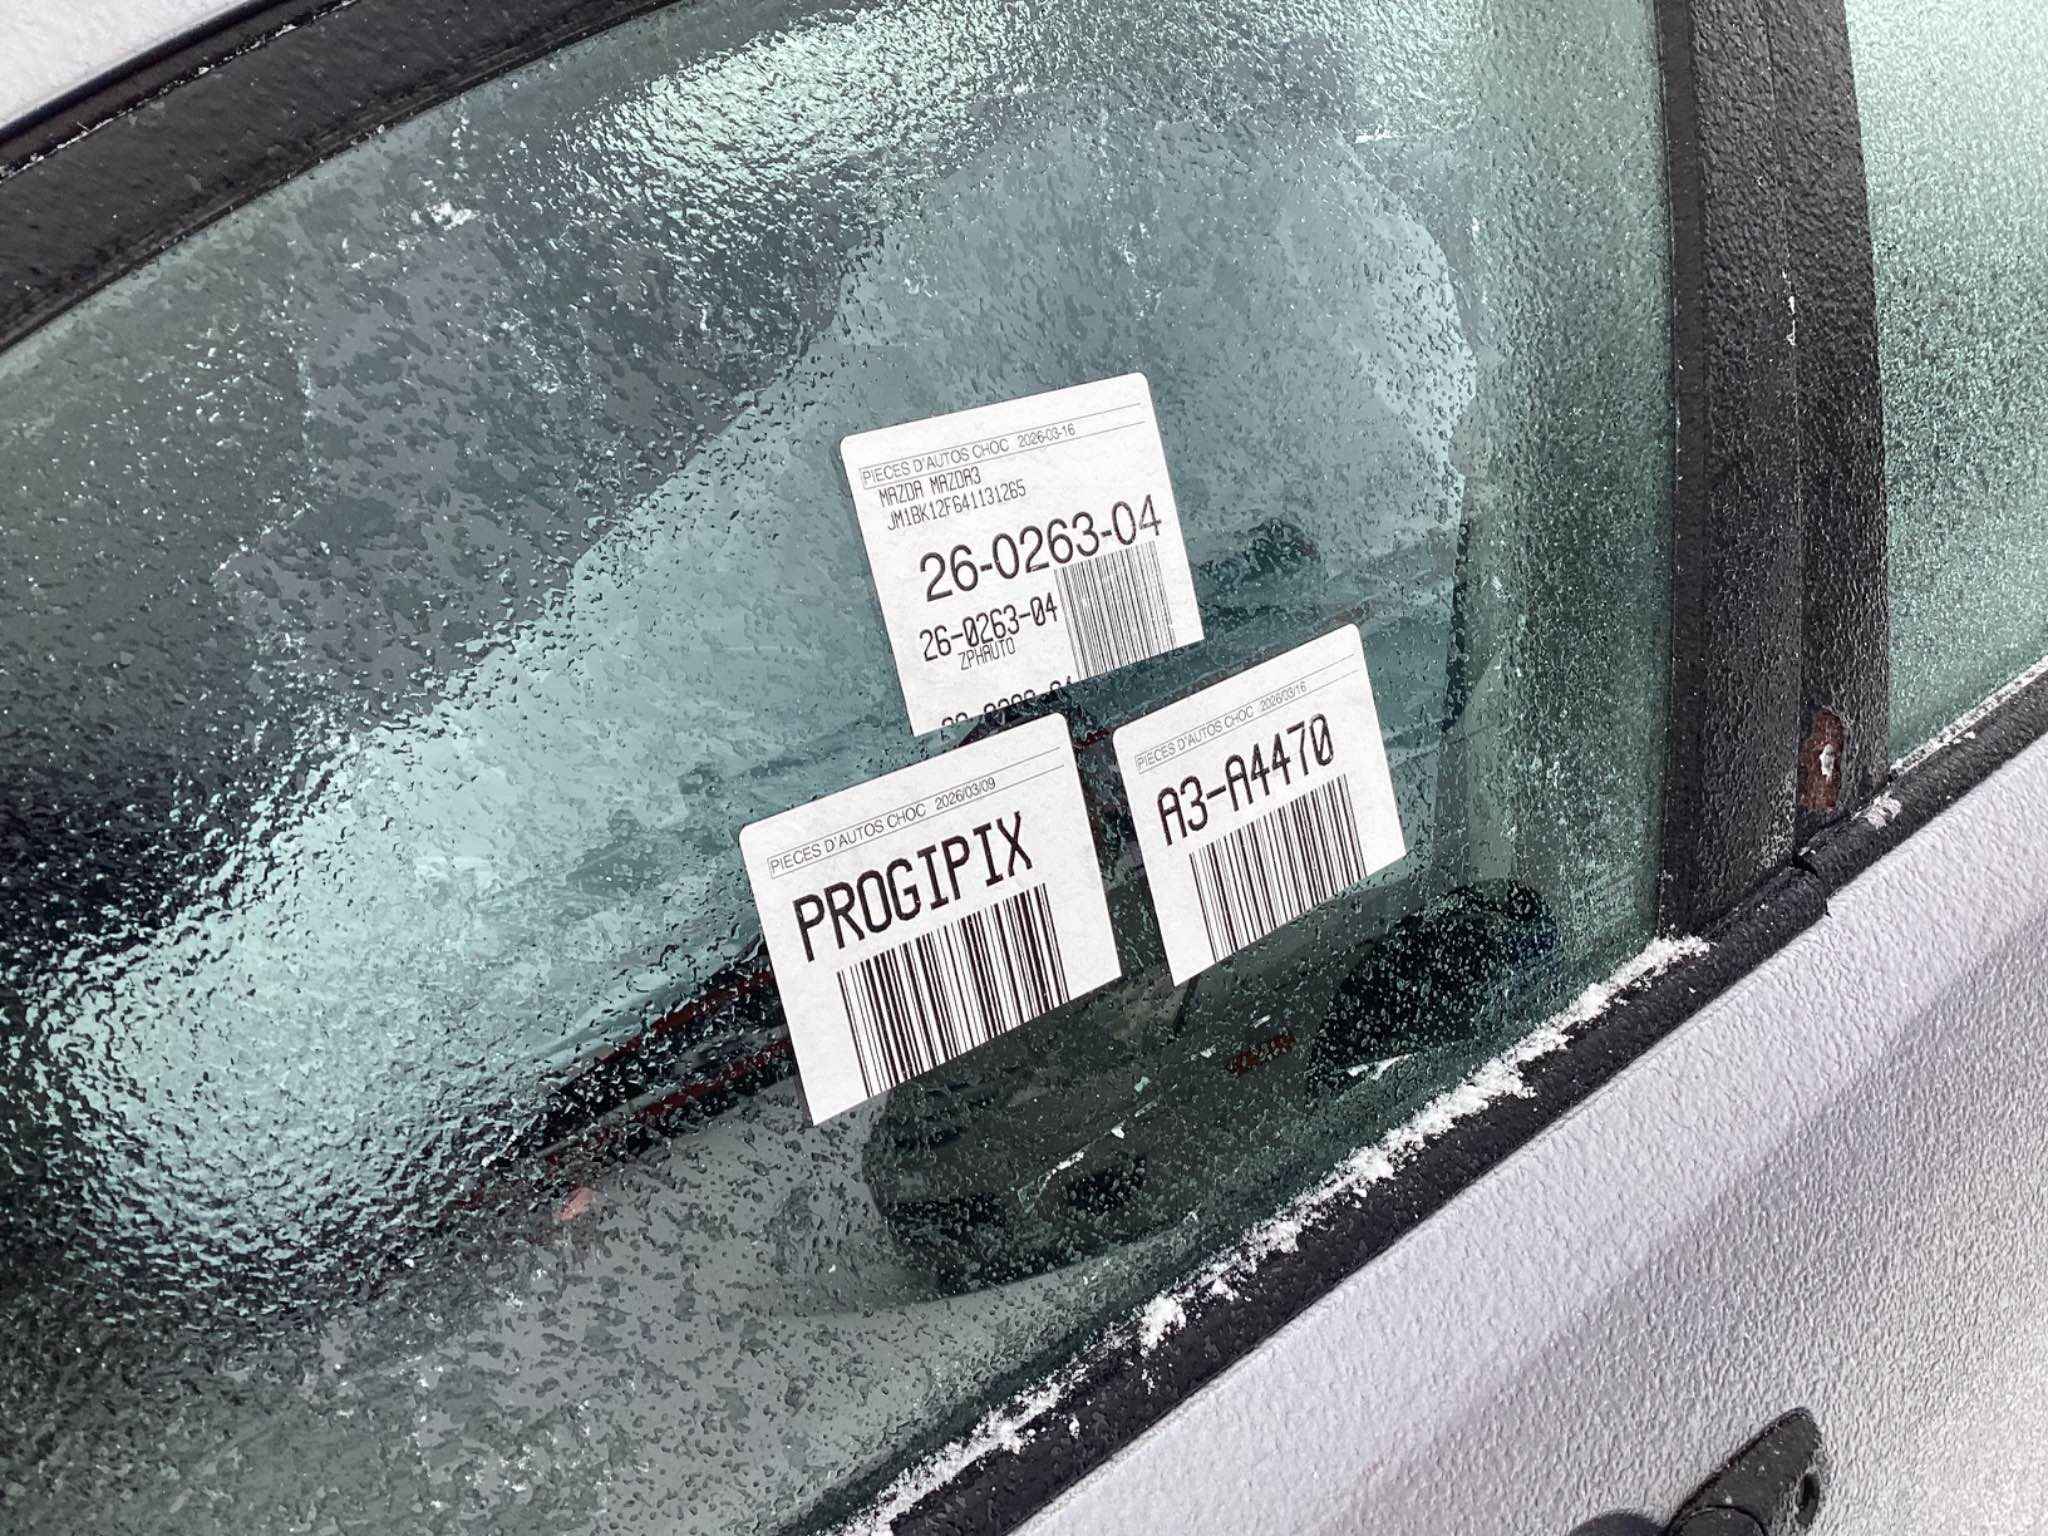 PIECES D'AUTOS CHOC 2026-03-16
MAZDA MAZDA3
JM1BK12F641131265
26-0263-04
26-0263-04
ZPHAUTO
PIECES D'AUTOS CHOC 2026/03/09
PROGIPIX
PIECES D'AUTOS CHOC 2026/03/16
A3-A4470